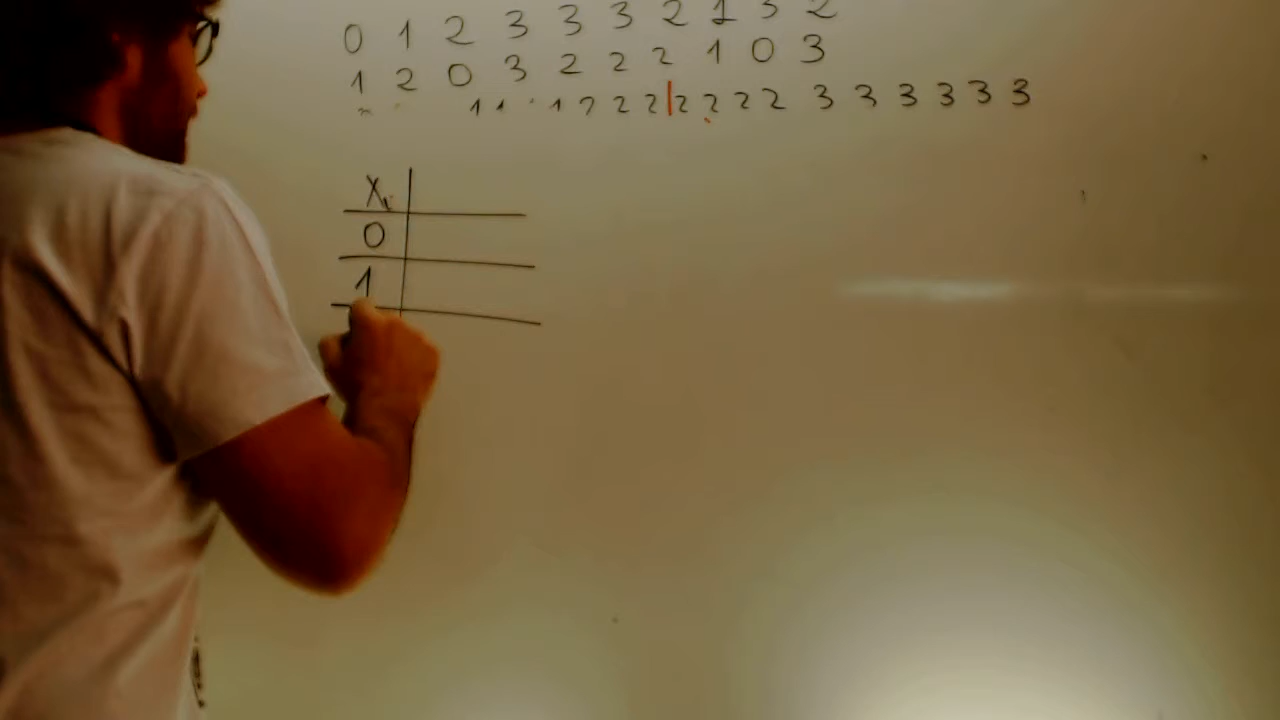 0 1 2 3 3 3 2 1 3 2
1 2 0 3 2 2 2 1 0 3
1 1 1 2 2 2 2 2 2 2 3 3 3 3 3 3
Xi
0
1